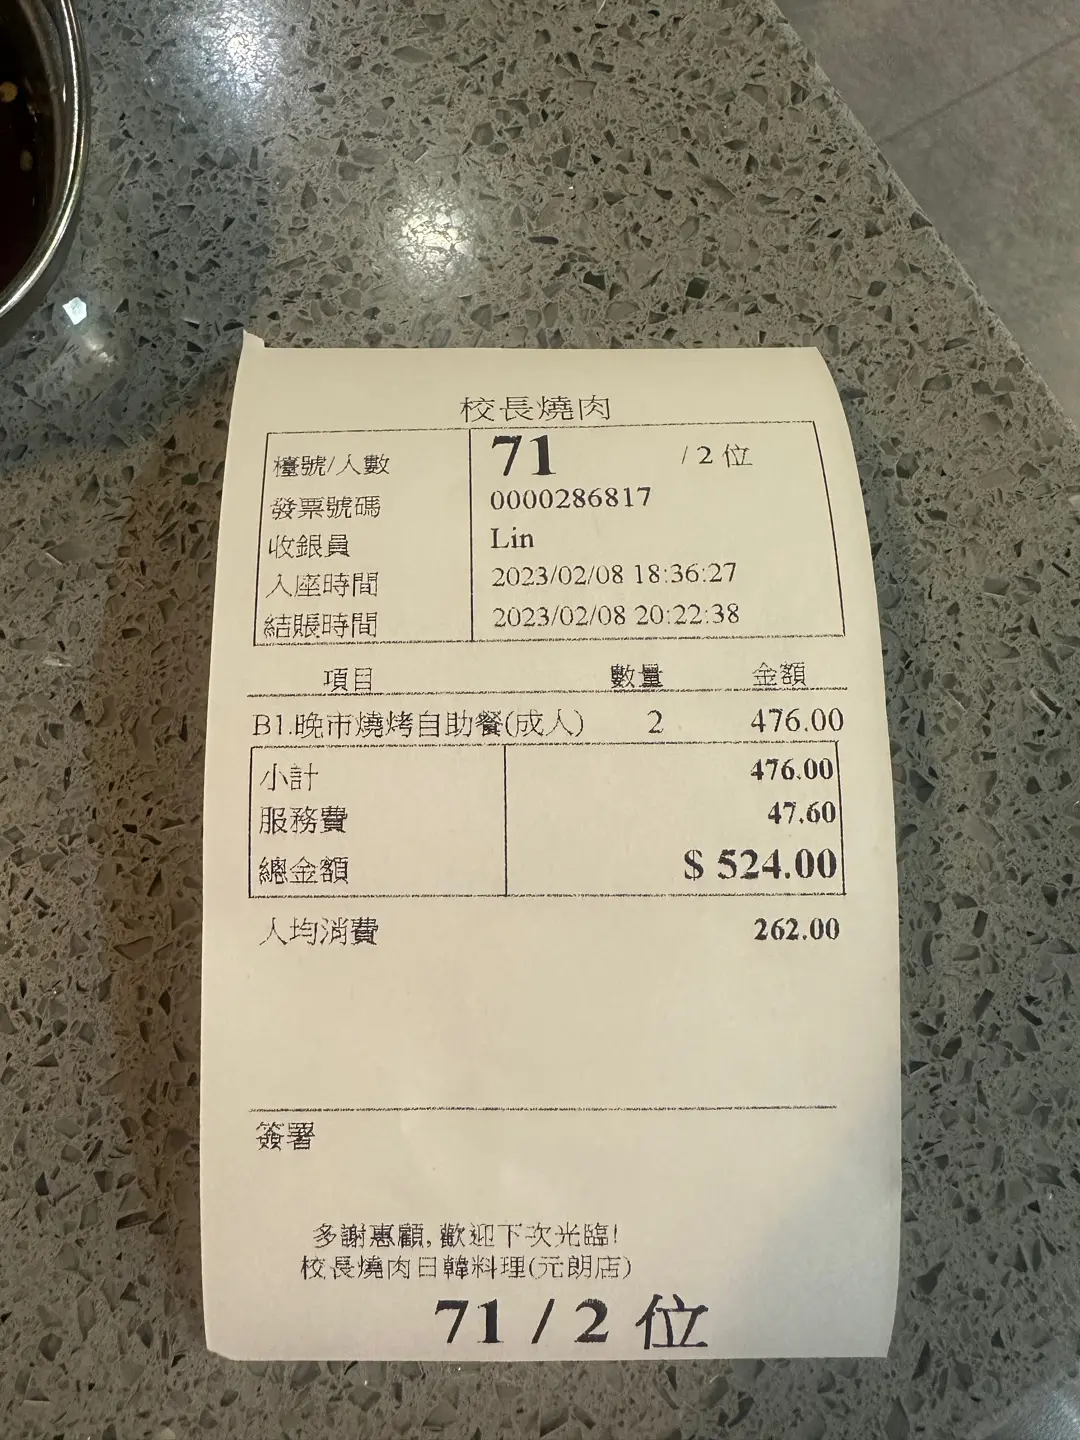 校長燒肉
檯號/人數 71 / 2 位
發票號碼 0000286817
收銀員 Lin
入座時間 2023/02/08 18:36:27
結賬時間 2023/02/08 20:22:38
項目 數量 金額
B1.晚市燒烤自助餐(成人) 2 476.00
小計 476.00
服務費 47.60
總金額 $ 524.00
人均消費 262.00
簽署
多謝惠顧, 歡迎下次光臨!
校長燒肉日韓料理(元朗店)
71 / 2 位